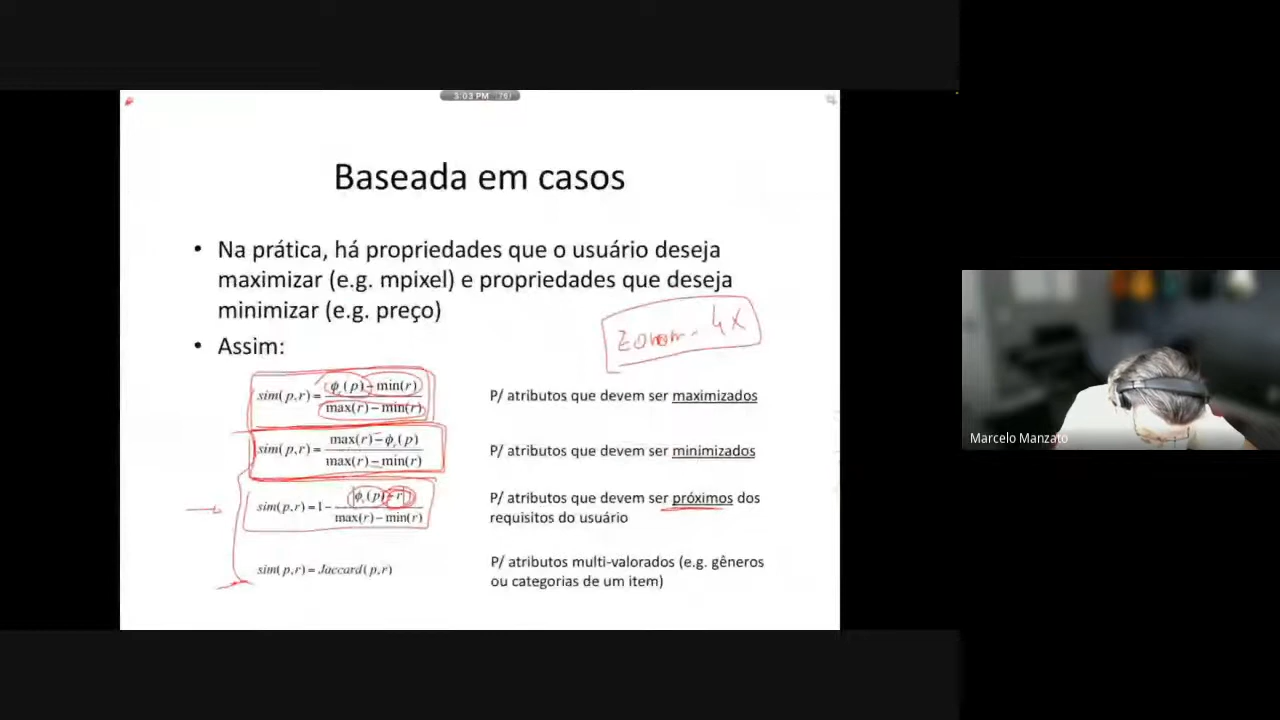 3:03 PM
Baseada em casos
• Na prática, há propriedades que o usuário deseja
maximizar (e.g. mpixel) e propriedades que deseja
minimizar (e.g. preço)
• Assim:
Zoom - 4X
sim(p,r) = (ϕr(p) − min(r)) / (max(r) − min(r))
P/ atributos que devem ser maximizados
sim(p,r) = (max(r) − ϕr(p)) / (max(r) − min(r))
P/ atributos que devem ser minimizados
sim(p,r) = 1 − |ϕr(p) − r| / (max(r) − min(r))
P/ atributos que devem ser próximos dos
requisitos do usuário
sim(p,r) = Jaccard(p,r)
P/ atributos multi-valorados (e.g. gêneros
ou categorias de um item)
Marcelo Manzato